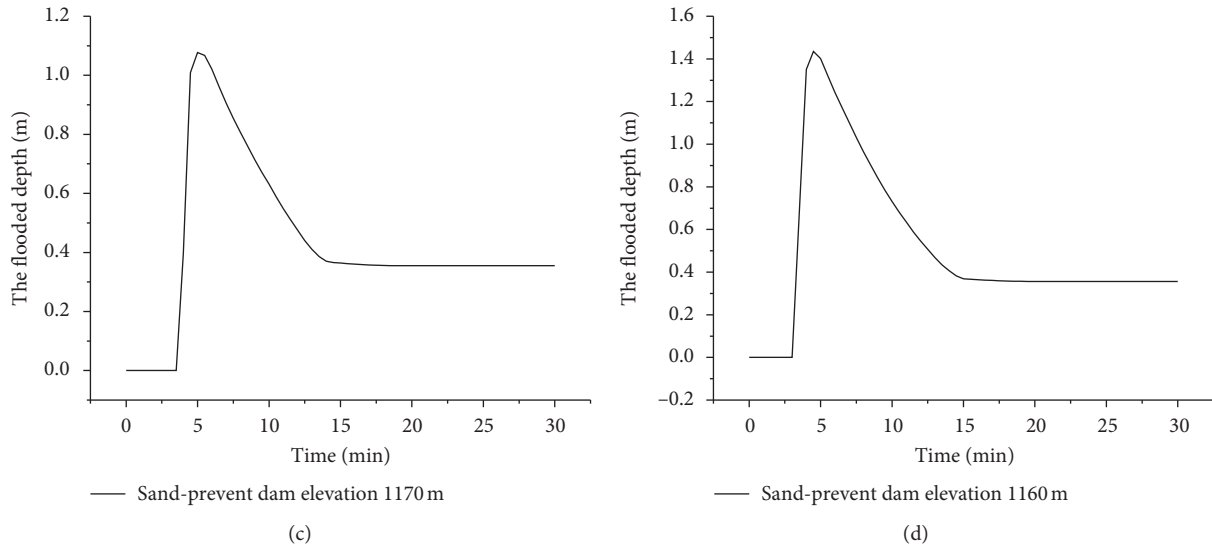 The flooded depth (m)
1.2
1.0
0.8
0.6
0.4
0.2
0.0
0 5 10 15 20 25 30
Time (min)
Sand-prevent dam elevation 1170 m
(c)
The flooded depth (m)
1.6
1.4
1.2
1.0
0.8
0.6
0.4
0.2
0.0
–0.2
0 5 10 15 20 25 30
Time (min)
Sand-prevent dam elevation 1160 m
(d)